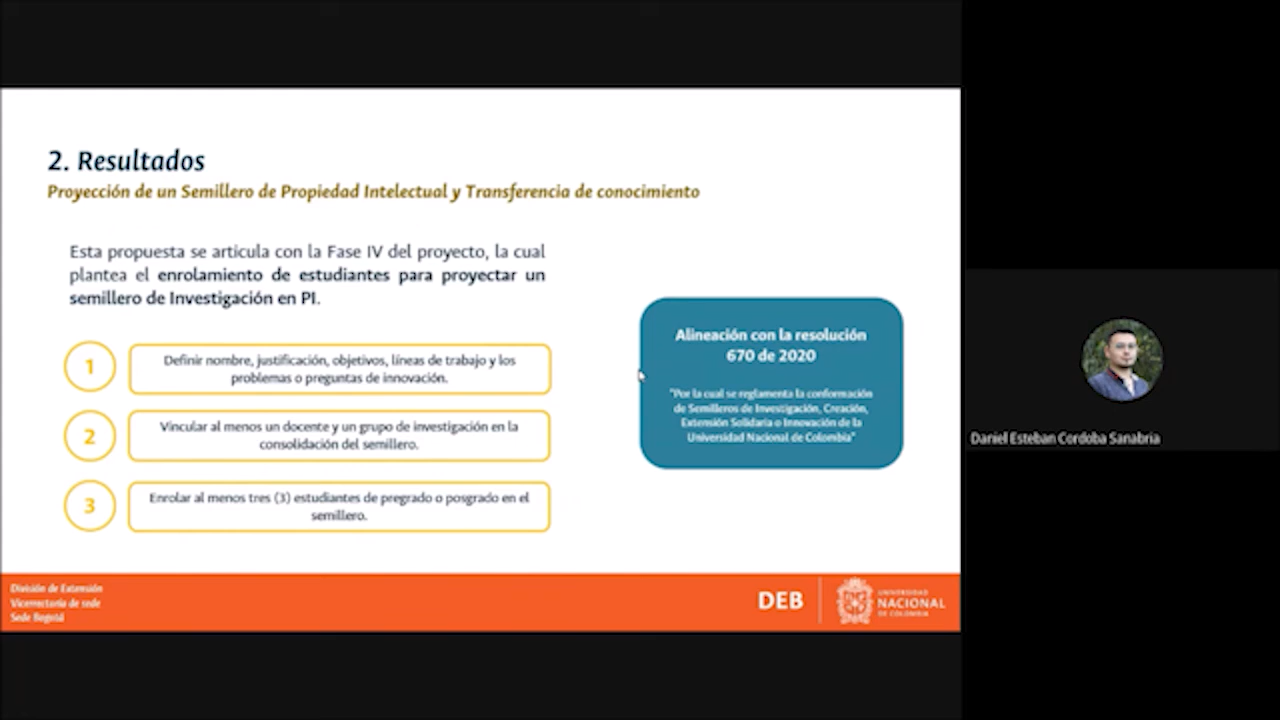 2. Resultados
Proyección de un Semillero de Propiedad Intelectual y Transferencia de conocimiento
Esta propuesta se articula con la Fase IV del proyecto, la cual
plantea el enrolamiento de estudiantes para proyectar un
semillero de Investigación en PI.
1
Definir nombre, justificación, objetivos, líneas de trabajo y los
problemas o preguntas de innovación.
2
Vincular al menos un docente y un grupo de investigación en la
consolidación del semillero.
3
Enrolar al menos tres (3) estudiantes de pregrado o posgrado en el
semillero.
Alineación con la resolución
670 de 2020
"Por la cual se reglamenta la conformación
de Semilleros de Investigación, Creación,
Extensión Solidaria o Innovación de la
Universidad Nacional de Colombia"
División de Extensión
Vicerrectoría de sede
Sede Bogotá
DEB
UNIVERSIDAD
NACIONAL
DE COLOMBIA
Daniel Esteban Cordoba Sanabria